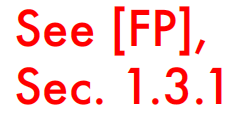 See [FP],
Sec. 1.3.1